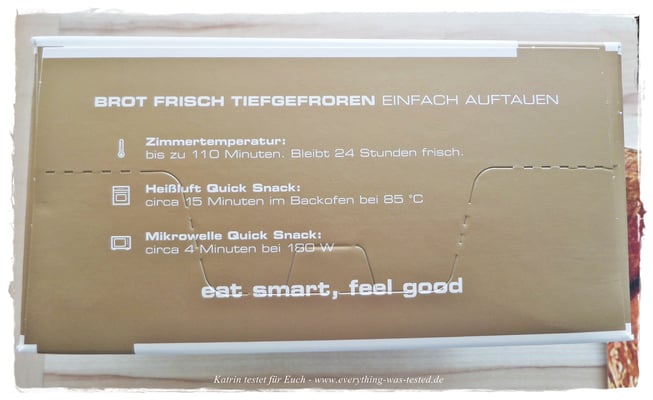 BROT FRISCH TIEFGEFROREN EINFACH AUFTAUEN
Zimmertemperatur:
bis zu 110 Minuten. Bleibt 24 Stunden frisch.
Heißluft Quick Snack:
circa 15 Minuten im Backofen bei 85 °C
Mikrowelle Quick Snack:
circa 4 Minuten bei 180 W
eat smart, feel good
Katrin testet für Euch - www.everything-was-tested.de